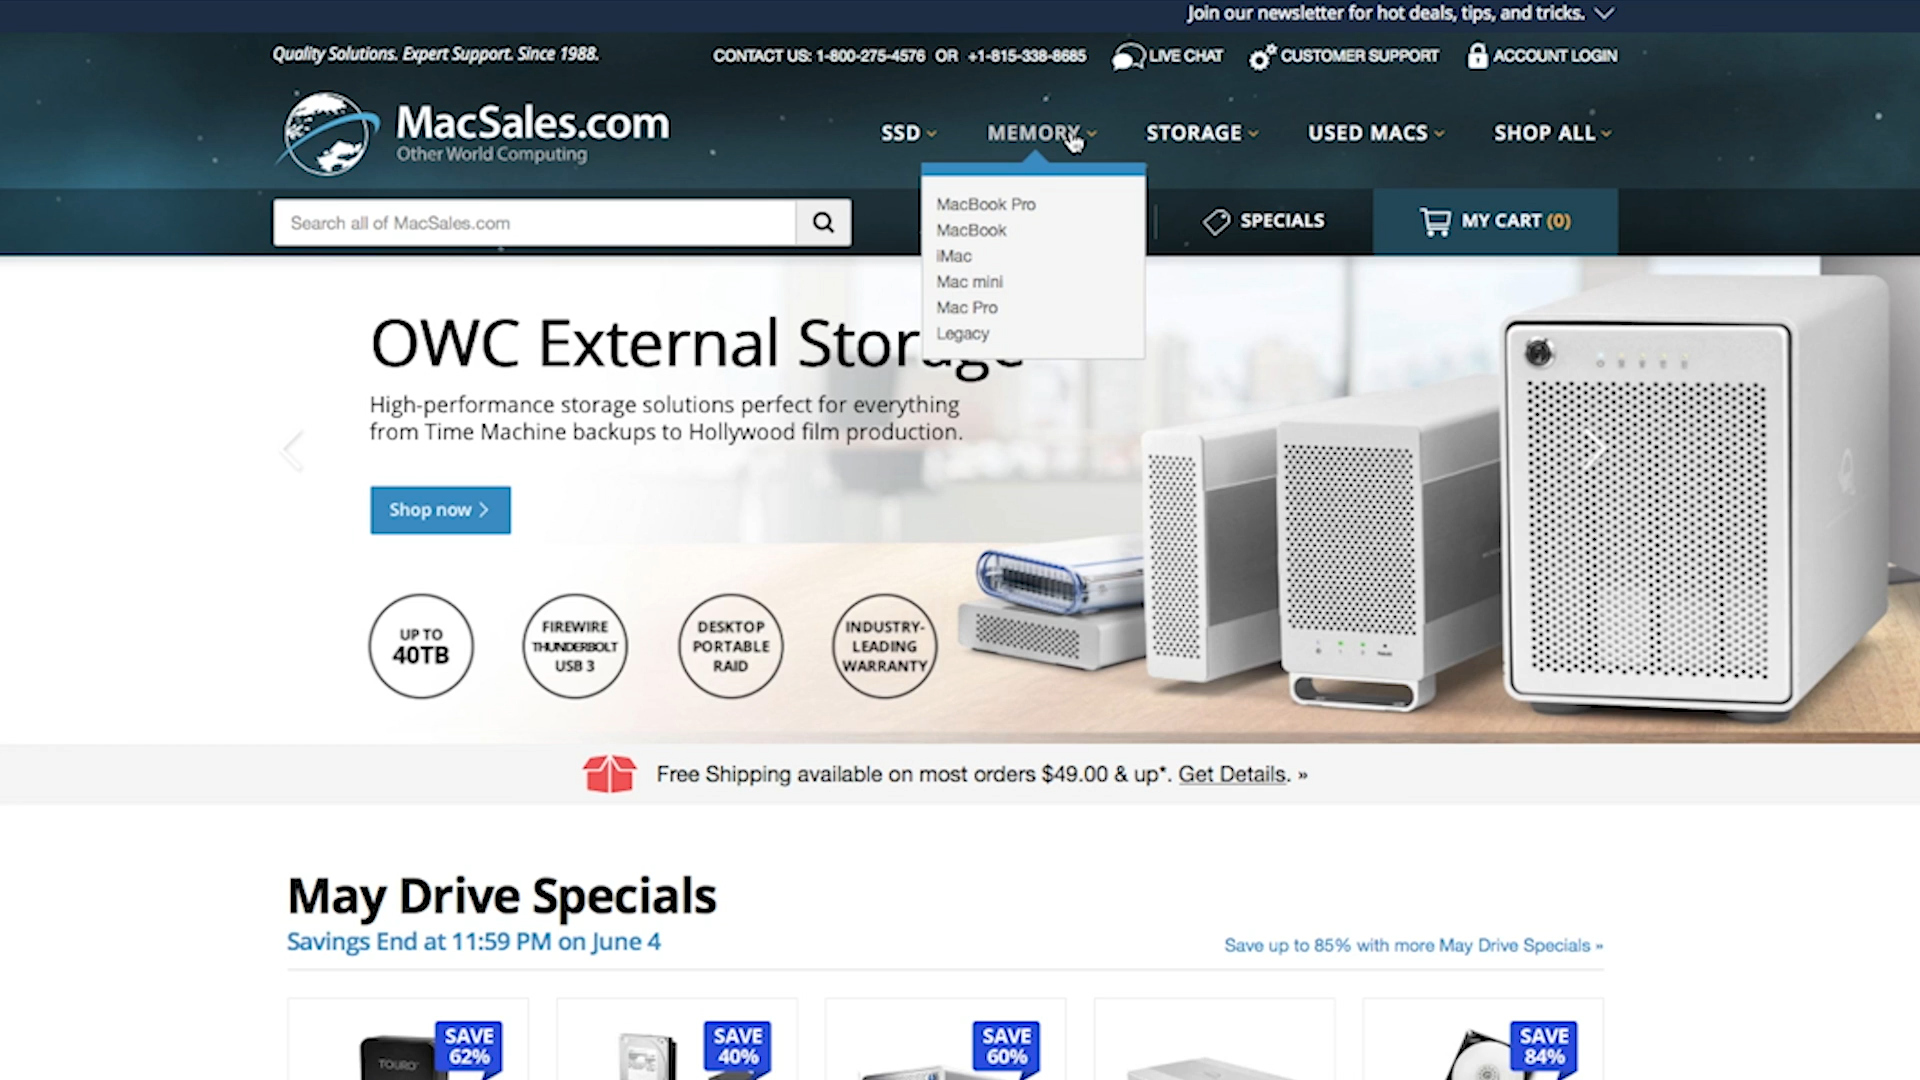 Join our newsletter for hot deals, tips, and tricks.
Quality Solutions. Expert Support. Since 1988.
CONTACT US: 1-800-275-4576 OR +1-815-338-8685
LIVE CHAT
CUSTOMER SUPPORT
ACCOUNT LOGIN
MacSales.com
Other World Computing
SSD
MEMORY
STORAGE
USED MACS
SHOP ALL
Search all of MacSales.com
SPECIALS
MY CART (0)
MacBook Pro
MacBook
iMac
Mac mini
Mac Pro
Legacy
OWC External Storage
High-performance storage solutions perfect for everything
from Time Machine backups to Hollywood film production.
Shop now
UP TO
40TB
FIREWIRE
THUNDERBOLT
USB 3
DESKTOP
PORTABLE
RAID
INDUSTRY-
LEADING
WARRANTY
Free Shipping available on most orders $49.00 & up*. Get Details. »
May Drive Specials
Savings End at 11:59 PM on June 4
Save up to 85% with more May Drive Specials »
TOURO
SAVE
62%
SAVE
40%
SAVE
60%
SAVE
84%